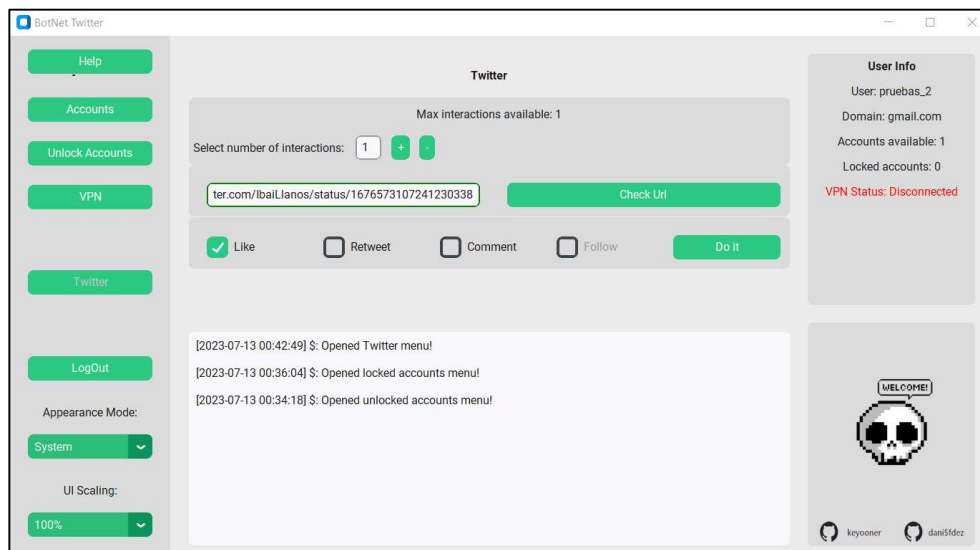 BotNet Twitter
Help
Accounts
Unlock Accounts
VPN
Twitter
LogOut
Appearance Mode:
System
UI Scaling:
100%
Twitter
Max interactions available: 1
Select number of interactions: 1 + -
ter.com/IbaiLlanos/status/1676573107241230338 Check Url
Like Retweet Comment Follow Do it
[2023-07-13 00:42:49] $: Opened Twitter menu!
[2023-07-13 00:36:04] $: Opened locked accounts menu!
[2023-07-13 00:34:18] $: Opened unlocked accounts menu!
User Info
User: pruebas_2
Domain: gmail.com
Accounts available: 1
Locked accounts: 0
VPN Status: Disconnected
WELCOME!
keyooner dani5fdez